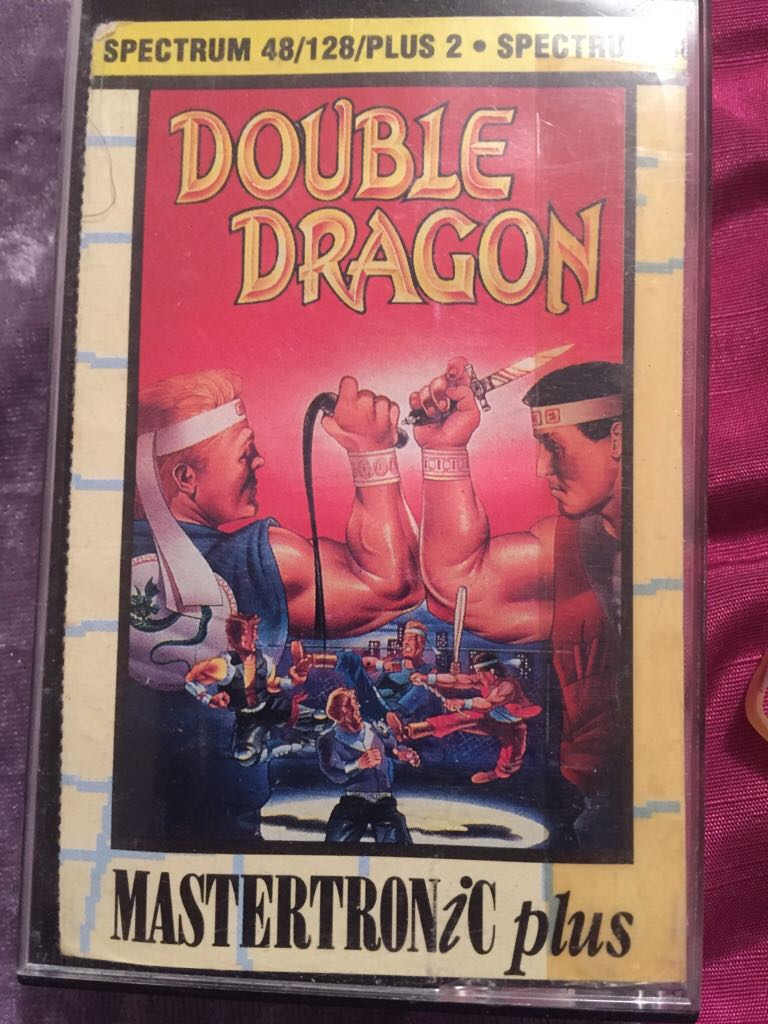 SPECTRUM 48/128/PLUS 2 • SPECTRU
DOUBLE
DRAGON
MASTERTRONiC plus